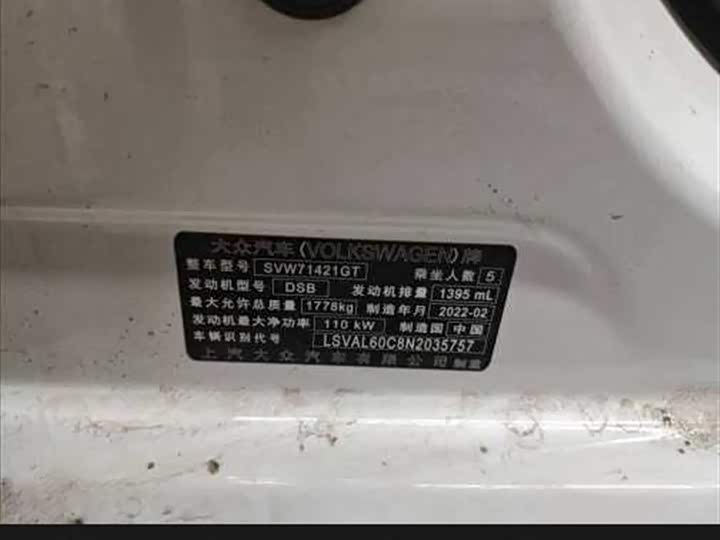 大众汽车(VOLKSWAGEN)牌
整车型号 SVW71421GT 乘坐人数 5
发动机型号 DSB 发动机排量 1395 mL
最大允许总质量 1778kg 制造年月 2022-02
发动机最大净功率 110 kW 制造国 中国
车辆识别代号 LSVAL60C8N2035757
上汽大众汽车有限公司 制造